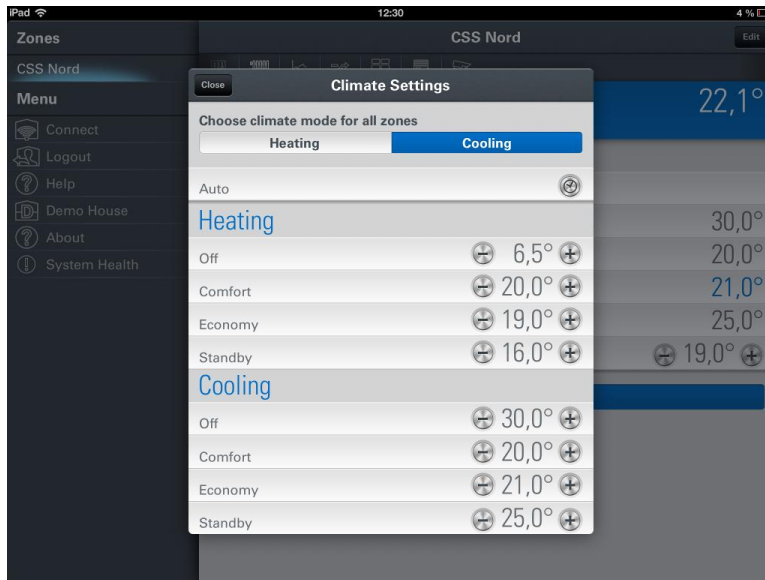 iPad 12:30 4 %
Zones CSS Nord Edit
CSS Nord
Menu
Connect
Logout
Help
Demo House
About
System Health
22,1°
30,0°
20,0°
21,0°
25,0°
19,0°
Close Climate Settings
Choose climate mode for all zones
Heating Cooling
Auto
Heating
Off 6,5°
Comfort 20,0°
Economy 19,0°
Standby 16,0°
Cooling
Off 30,0°
Comfort 20,0°
Economy 21,0°
Standby 25,0°